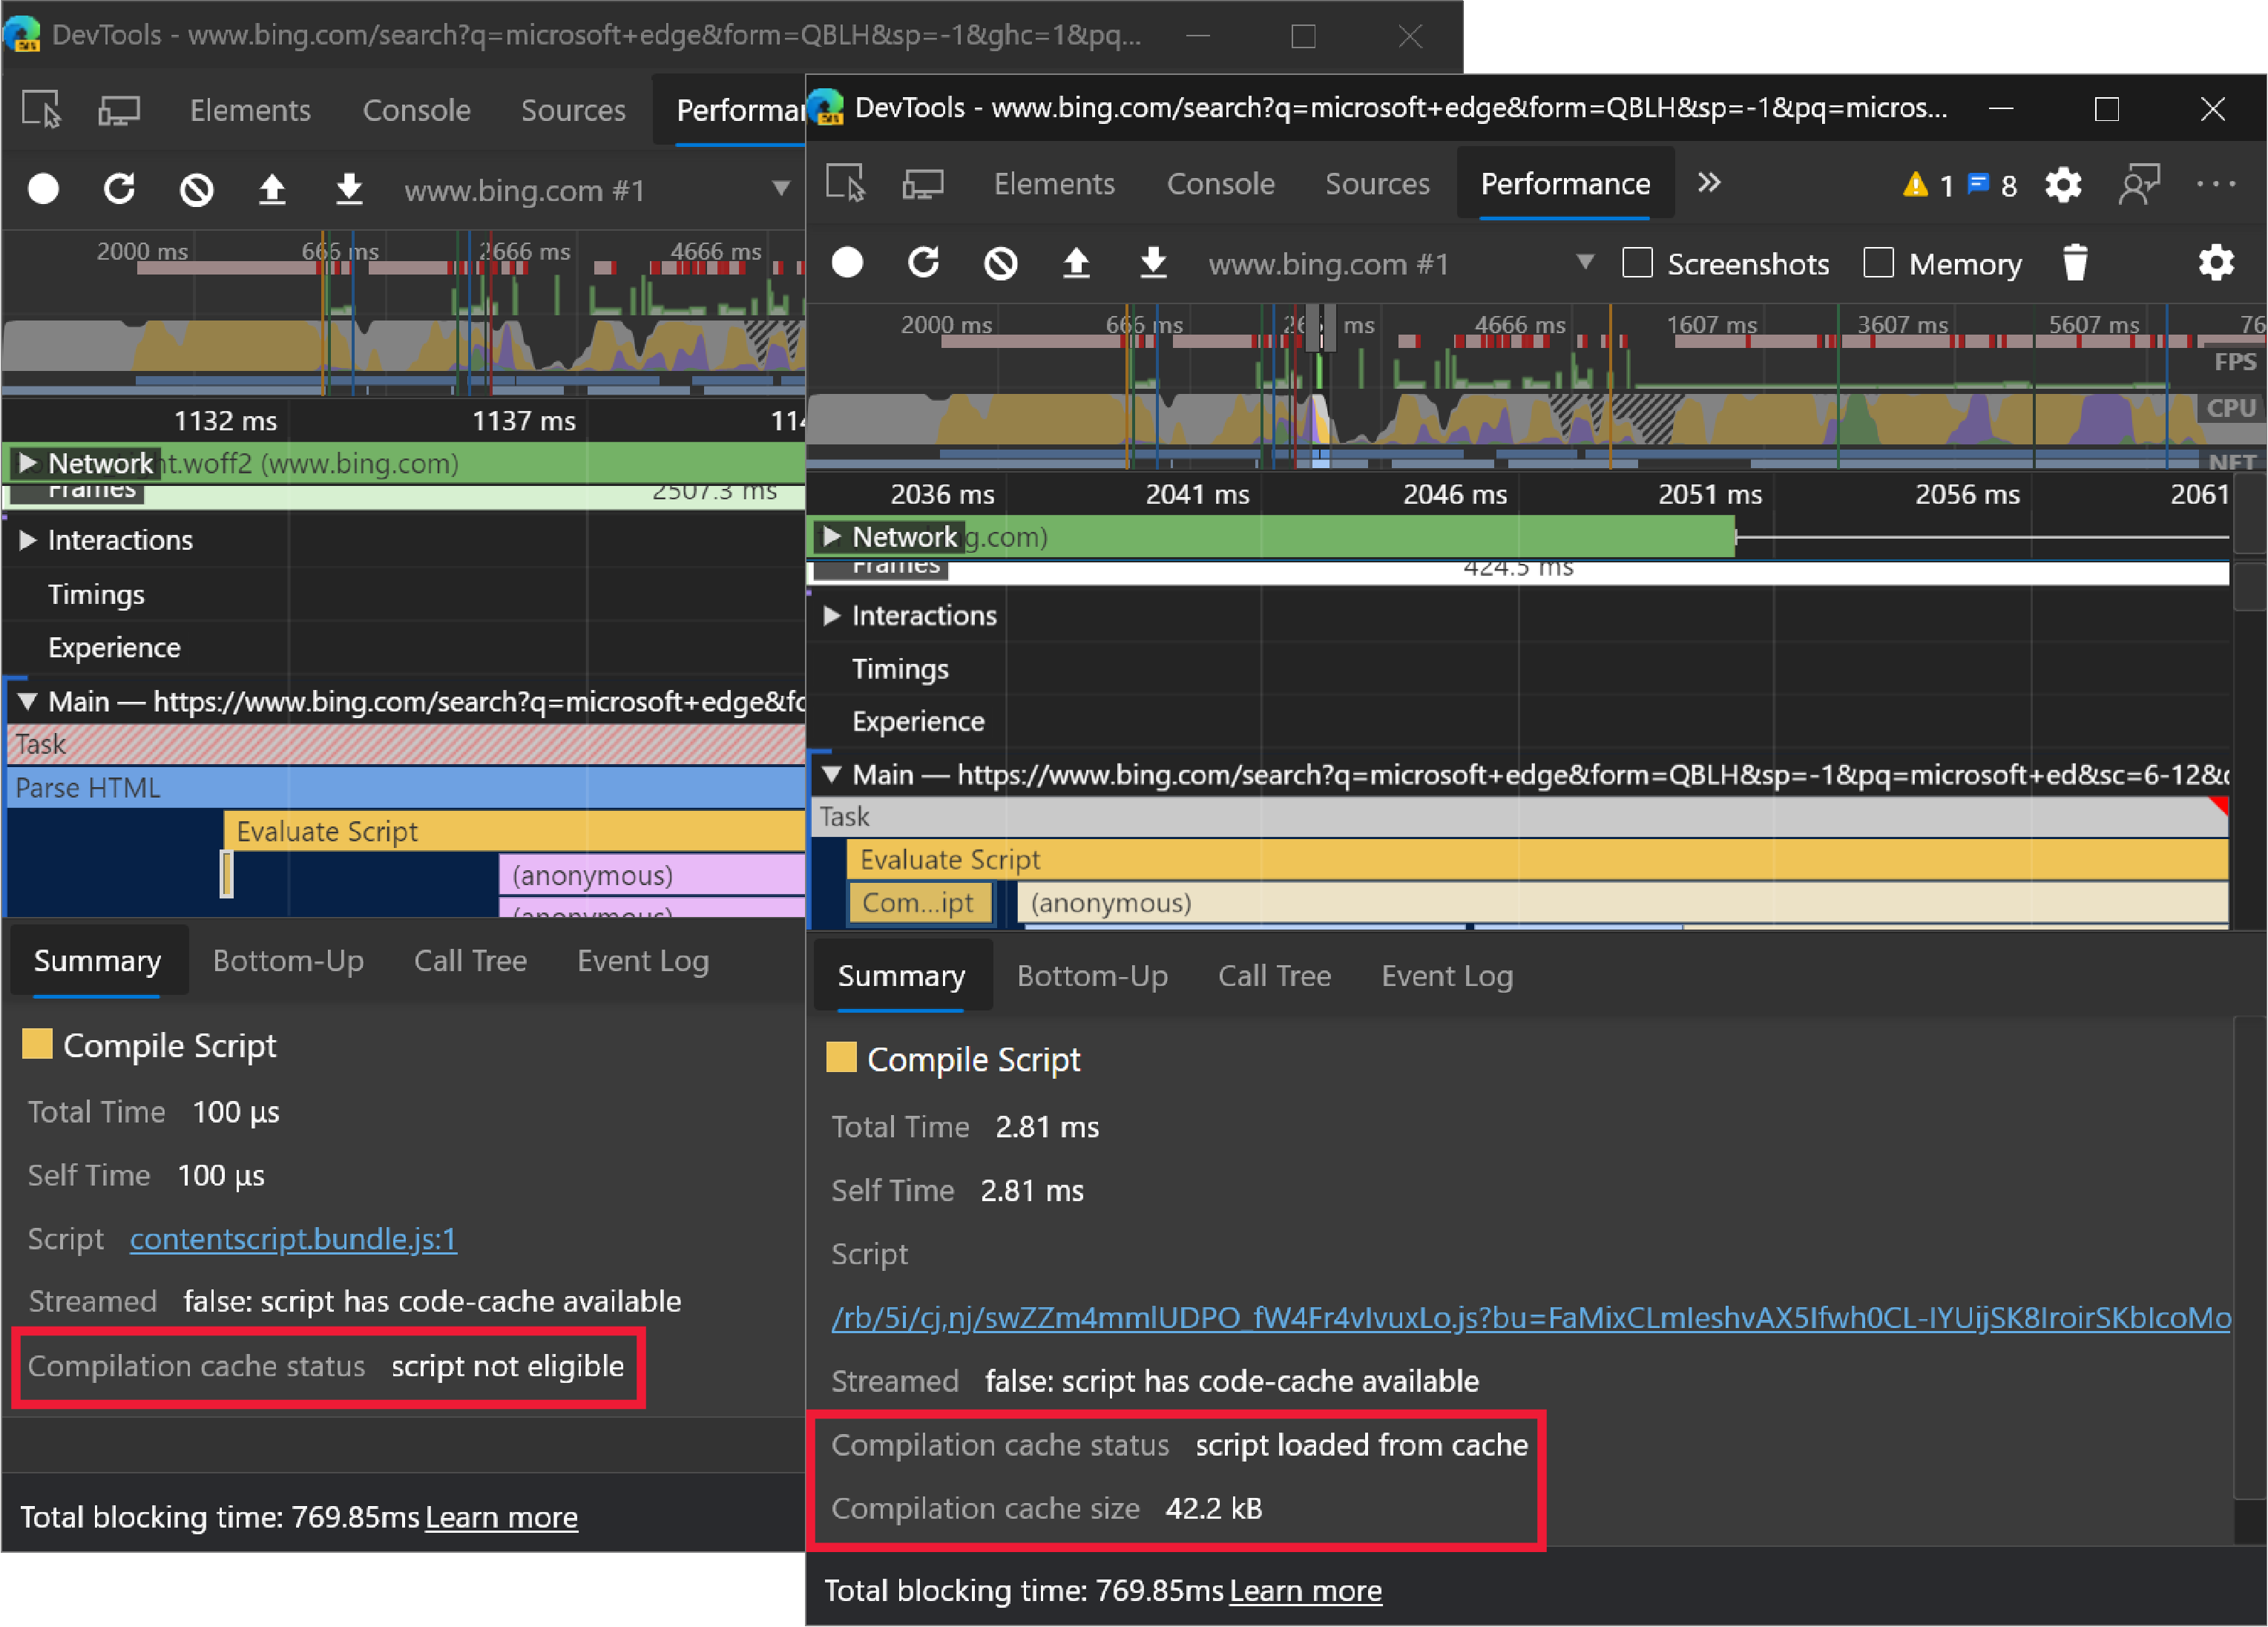 DevTools - www.bing.com/search?q=microsoft+edge&form=QBLH&sp=-1&ghc=1&pq...
Elements Console Sources Performa
www.bing.com #1
2000 ms 666 ms 2666 ms 4666 ms
1132 ms 1137 ms 114
Network ht.woff2 (www.bing.com)
Frames 2507.3 ms
Interactions
Timings
Experience
Main — https://www.bing.com/search?q=microsoft+edge&fo
Task
Parse HTML
Evaluate Script
(anonymous)
(anonymous)
Summary Bottom-Up Call Tree Event Log
Compile Script
Total Time 100 µs
Self Time 100 µs
Script contentscript.bundle.js:1
Streamed false: script has code-cache available
Compilation cache status script not eligible
Total blocking time: 769.85ms Learn more
DevTools - www.bing.com/search?q=microsoft+edge&form=QBLH&sp=-1&pq=micros...
Elements Console Sources Performance 1 8
www.bing.com #1 Screenshots Memory
2000 ms 666 ms ms 4666 ms 1607 ms 3607 ms 5607 ms 76
FPS
CPU
NET
2036 ms 2041 ms 2046 ms 2051 ms 2056 ms 2061
Network g.com)
Frames 424.5 ms
Interactions
Timings
Experience
Main — https://www.bing.com/search?q=microsoft+edge&form=QBLH&sp=-1&pq=microsoft+ed&sc=6-12&c
Task
Evaluate Script
Com...ipt (anonymous)
Summary Bottom-Up Call Tree Event Log
Compile Script
Total Time 2.81 ms
Self Time 2.81 ms
Script
/rb/5i/cj,nj/swZZm4mmlUDPO_fW4Fr4vIvuxLo.js?bu=FaMixCLmIeshvAX5Ifwh0CL-IYUijSK8IroirSKbIcoMo
Streamed false: script has code-cache available
Compilation cache status script loaded from cache
Compilation cache size 42.2 kB
Total blocking time: 769.85ms Learn more